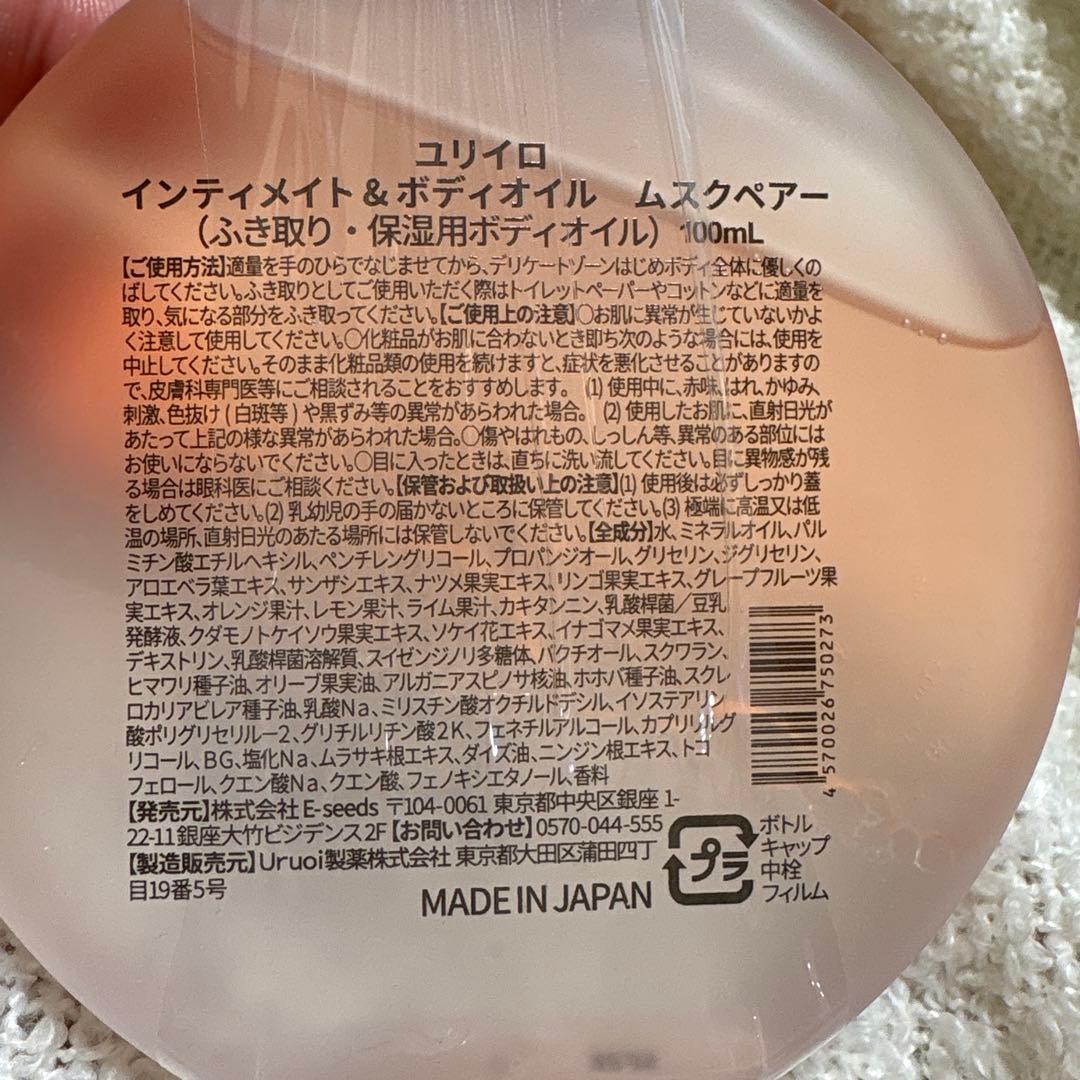 ユリイロ
インティメイト&ボディオイル　ムスクペアー
（ふき取り・保湿用ボディオイル）100mL
【ご使用方法】適量を手のひらでなじませてから、デリケートゾーンはじめボディ全体に優しくの
ばしてください。ふき取りとしてご使用いただく際はトイレットペーパーやコットンなどに適量を
取り、気になる部分をふき取ってください。【ご使用上の注意】〇お肌に異常が生じていないかよ
く注意して使用してください。〇化粧品がお肌に合わないとき即ち次のような場合には、使用を
中止してください。そのまま化粧品類の使用を続けますと、症状を悪化させることがありますの
で、皮膚科専門医等にご相談されることをおすすめします。 (1) 使用中に、赤味、はれ、かゆみ、
刺激、色抜け ( 白斑等 ) や黒ずみ等の異常があらわれた場合。 (2) 使用したお肌に、直射日光が
あたって上記の様な異常があらわれた場合。〇傷やはれもの、しっしん等、異常のある部位には
お使いにならないでください。〇目に入ったときは、直ちに洗い流してください。目に異物感が残
る場合は眼科医にご相談ください。【保管および取扱い上の注意】(1) 使用後は必ずしっかり蓋
をしめてください。(2) 乳幼児の手の届かないところに保管してください。(3) 極端に高温又は低
温の場所、直射日光のあたる場所には保管しないでください。【全成分】水、ミネラルオイル、パル
ミチン酸エチルヘキシル、ペンチレングリコール、プロパンジオール、グリセリン、ジグリセリン、
アロエベラ葉エキス、サンザシエキス、ナツメ果実エキス、リンゴ果実エキス、グレープフルーツ果
実エキス、オレンジ果汁、レモン果汁、ライム果汁、カキタンニン、乳酸桿菌／豆乳
発酵液、クダモノトケイソウ果実エキス、ソケイ花エキス、イナゴマメ果実エキス、
デキストリン、乳酸桿菌溶解質、スイゼンジノリ多糖体、バクチオール、スクワラン、
ヒマワリ種子油、オリーブ果実油、アルガニアスピノサ核油、ホホバ種子油、スクレ
ロカリアビレア種子油、乳酸Na、ミリスチン酸オクチルドデシル、イソステアリン
酸ポリグリセリル－2、グリチルリチン酸2K、フェネチルアルコール、カプリリルグ
リコール、BG、塩化Na、ムラサキ根エキス、ダイズ油、ニンジン根エキス、トコ
フェロール、クエン酸Na、クエン酸、フェノキシエタノール、香料
【発売元】株式会社 E-seeds 〒104-0061 東京都中央区銀座 1-
22-11 銀座大竹ビジデンス2F【お問い合わせ】0570-044-555
【製造販売元】Uruoi製薬株式会社 東京都大田区蒲田四丁
目19番5号
MADE IN JAPAN
プラ
ボトル
キャップ
中栓
フィルム
4 570026 750273